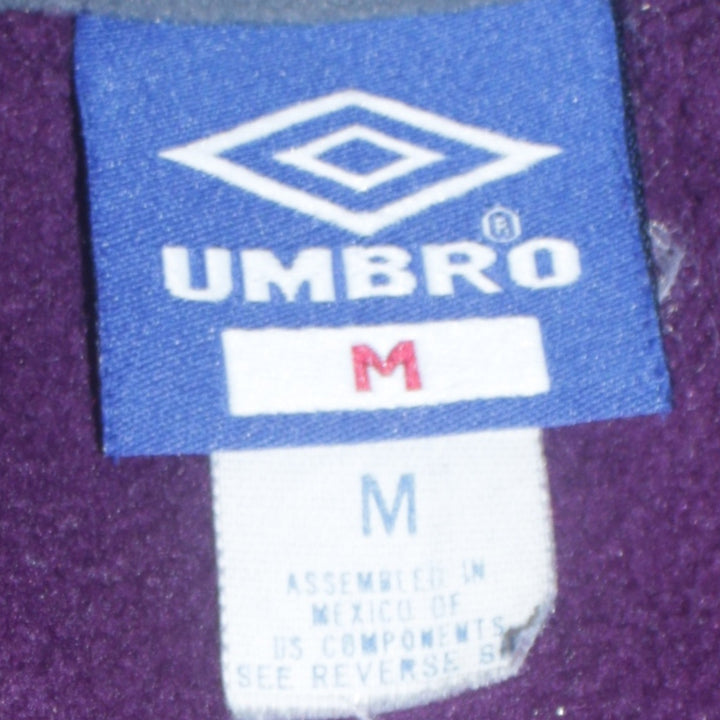 ®
UMBRO
M
M
ASSEMBLED IN
MEXICO OF
US COMPONENTS
SEE REVERSE